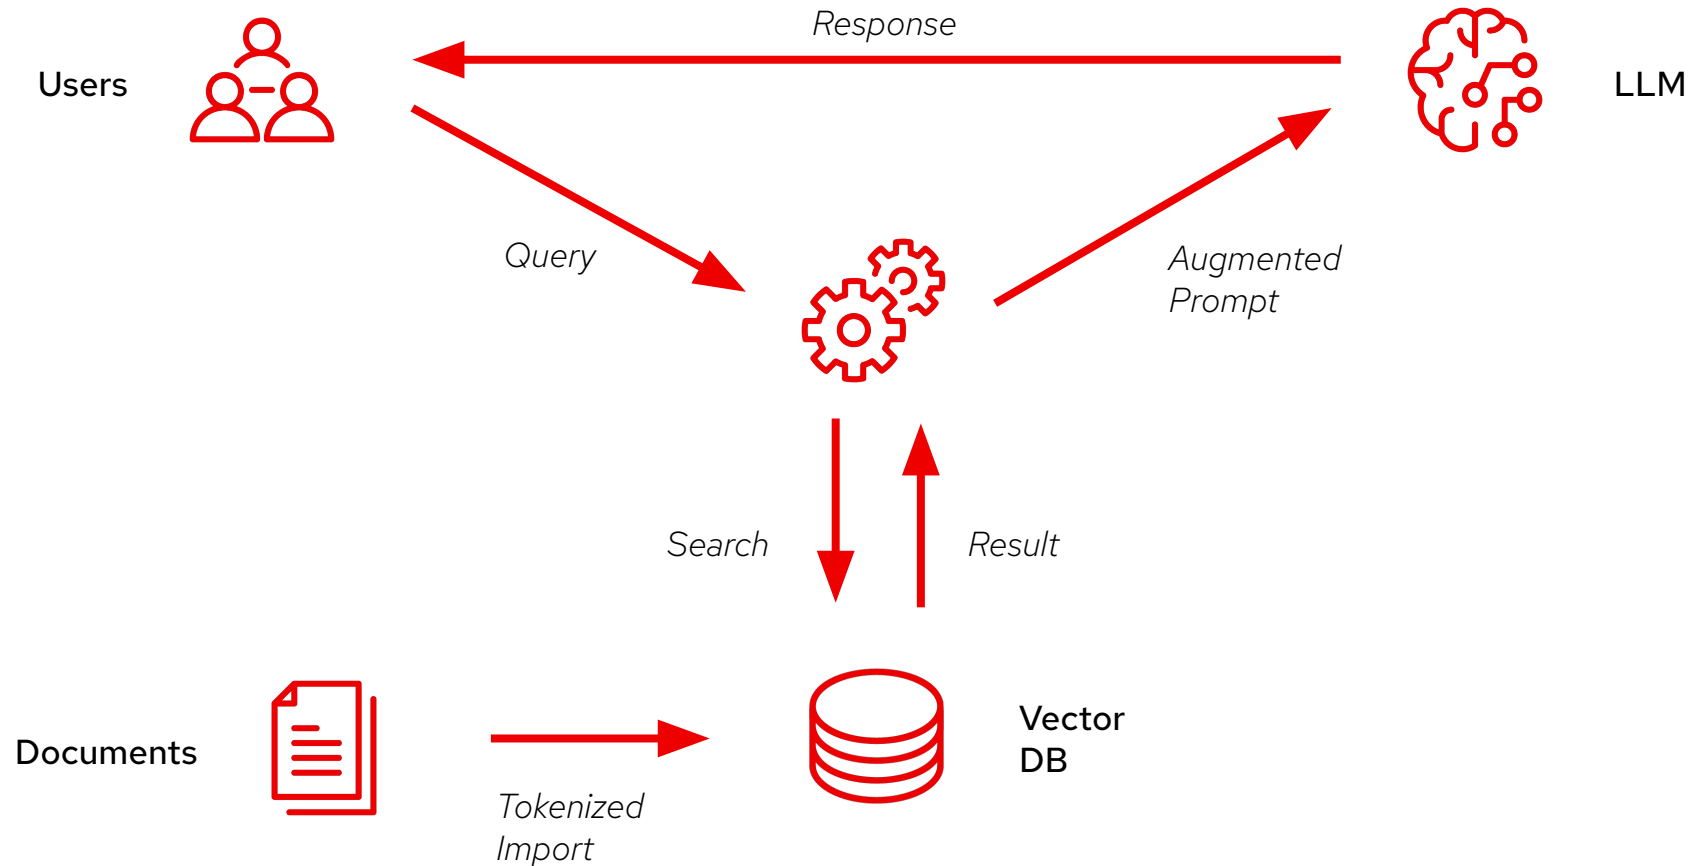 Response
Users
LLM
Query
Augmented
Prompt
Search
Result
Vector
DB
Documents
Tokenized
Import